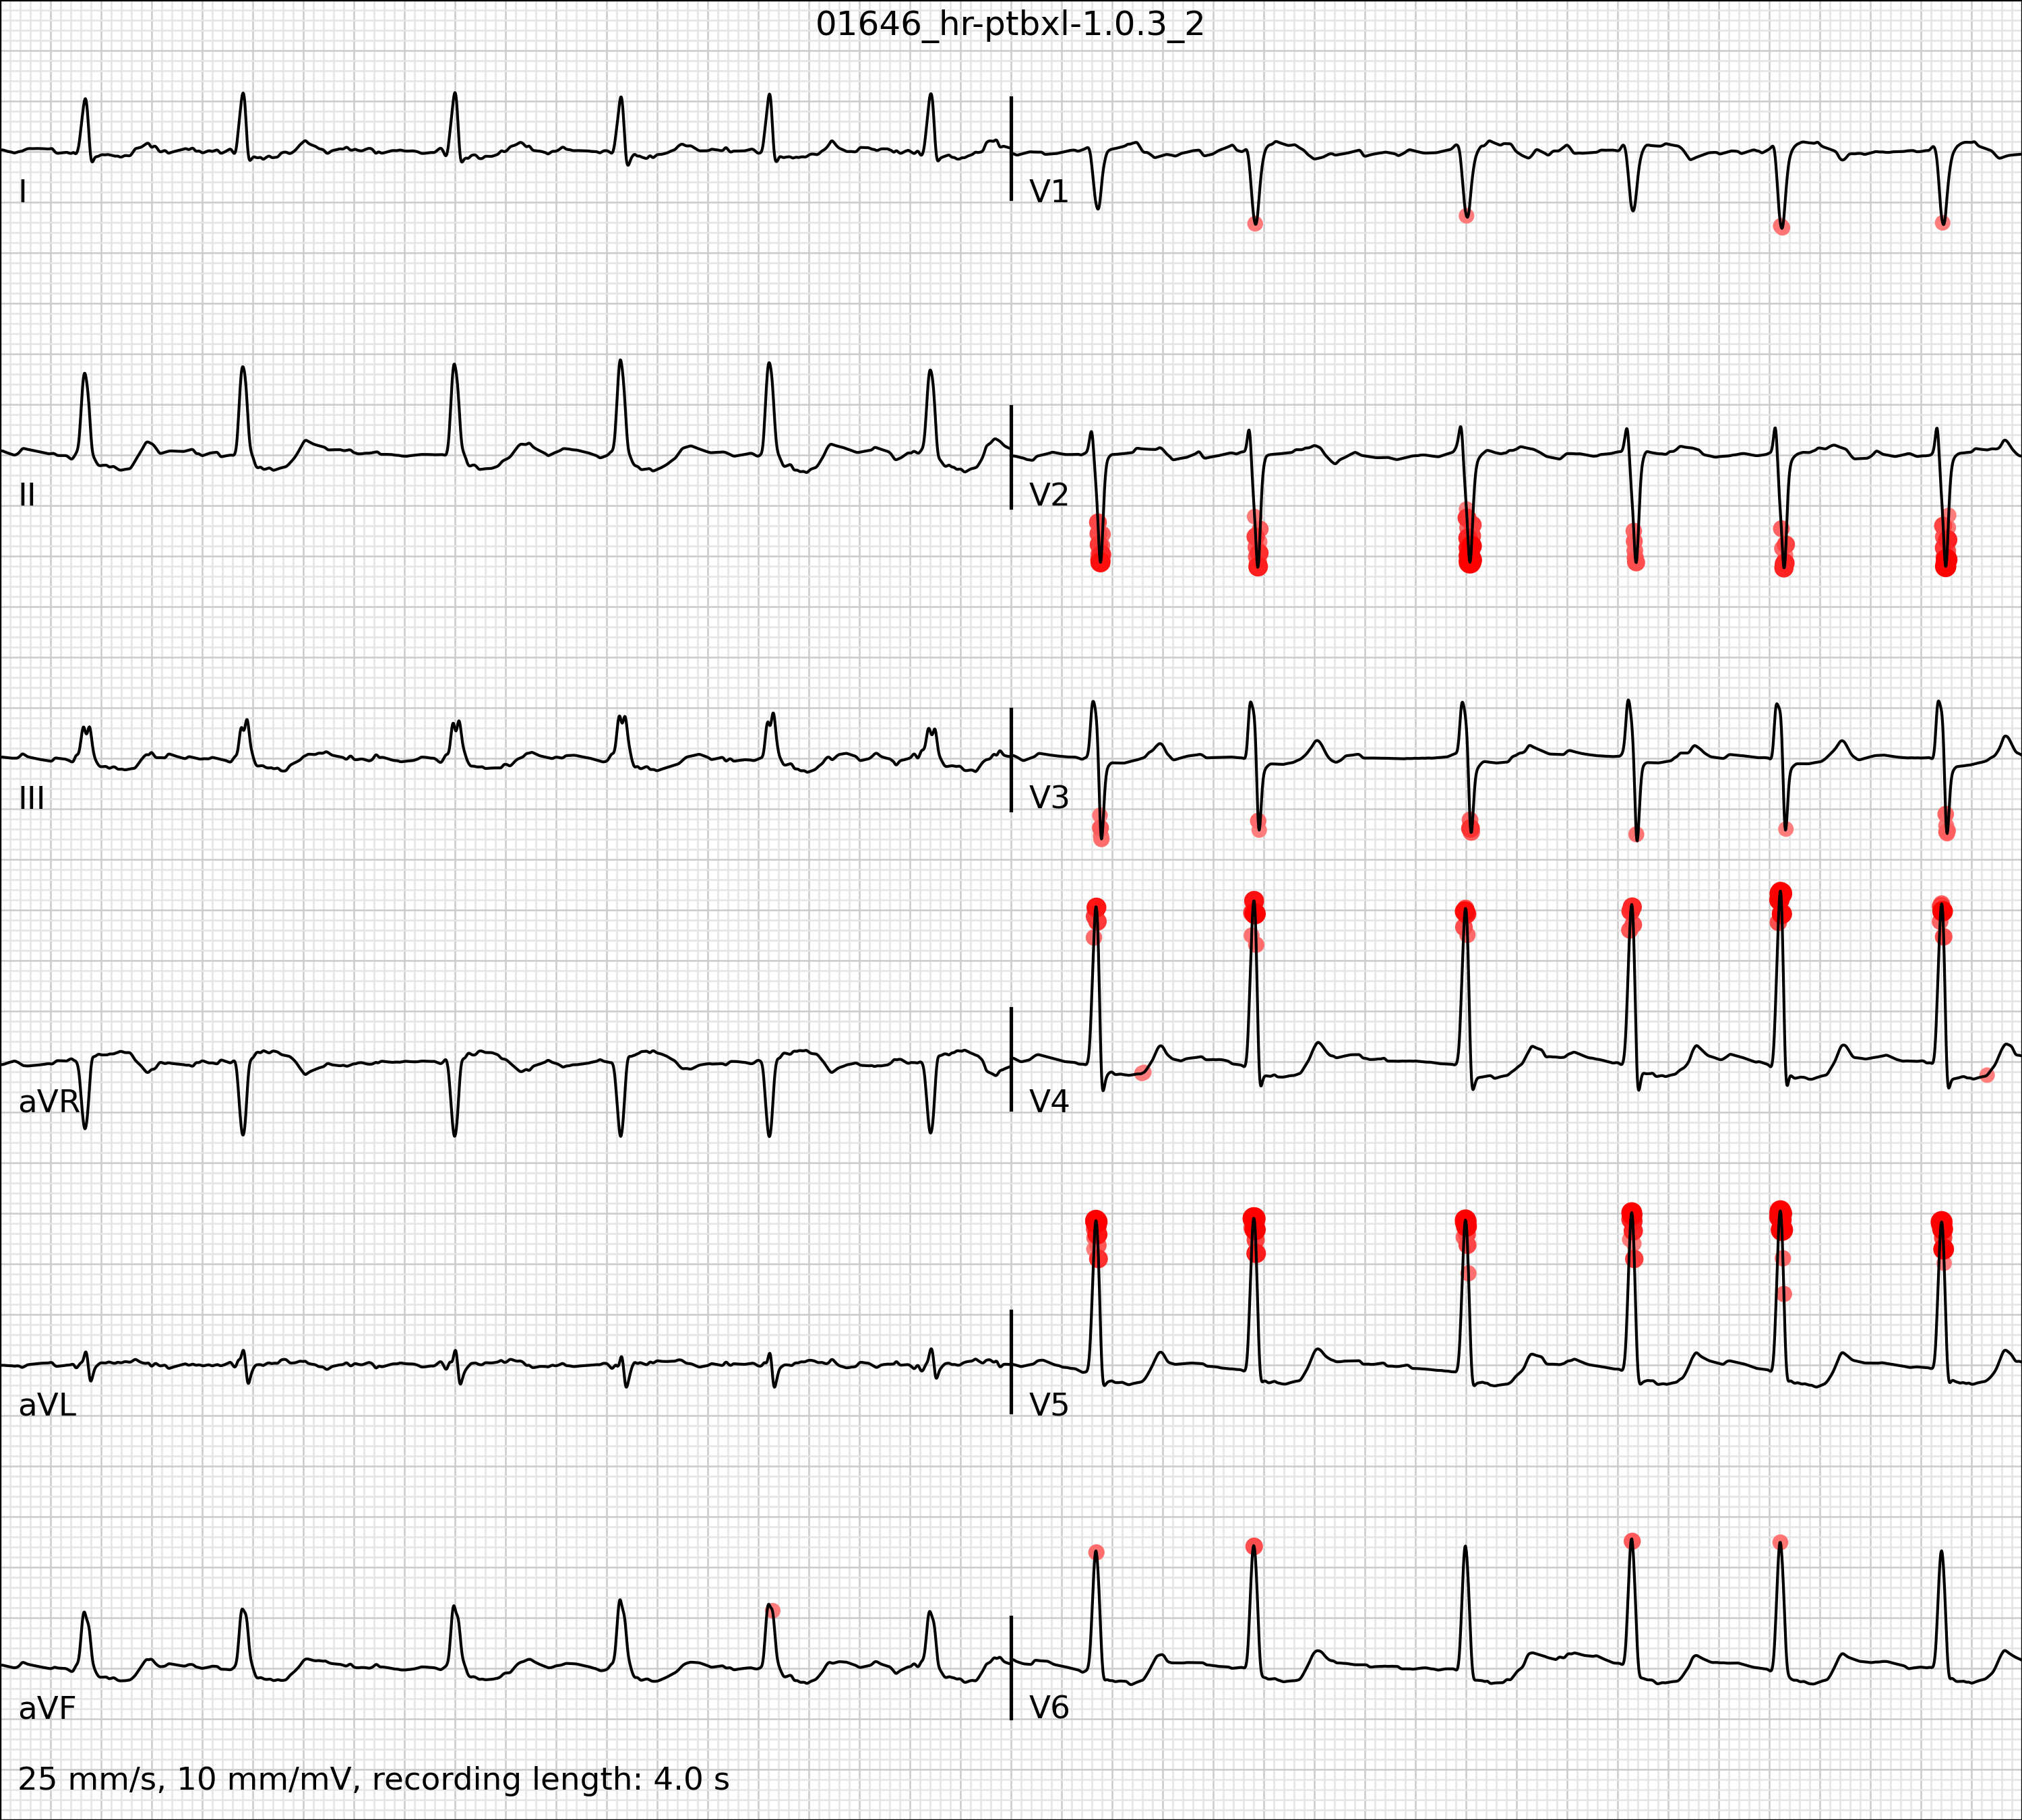 01646_hr-ptbxl-1.0.3_2
I
V1
II
V2
III
V3
aVR
V4
aVL
V5
aVF
V6
25 mm/s, 10 mm/mV, recording length: 4.0 s